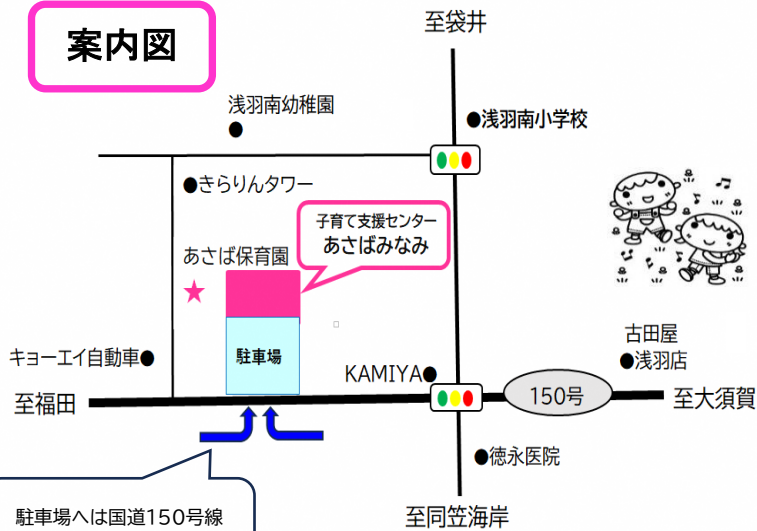 案内図
至袋井
浅羽南幼稚園
●浅羽南小学校
●きらりんタワー
子育て支援センター
あさばみなみ
あさば保育園
駐車場
古田屋
●浅羽店
キョーエイ自動車●
KAMIYA●
至福田
150号
至大須賀
●徳永医院
至同笠海岸
駐車場へは国道150号線